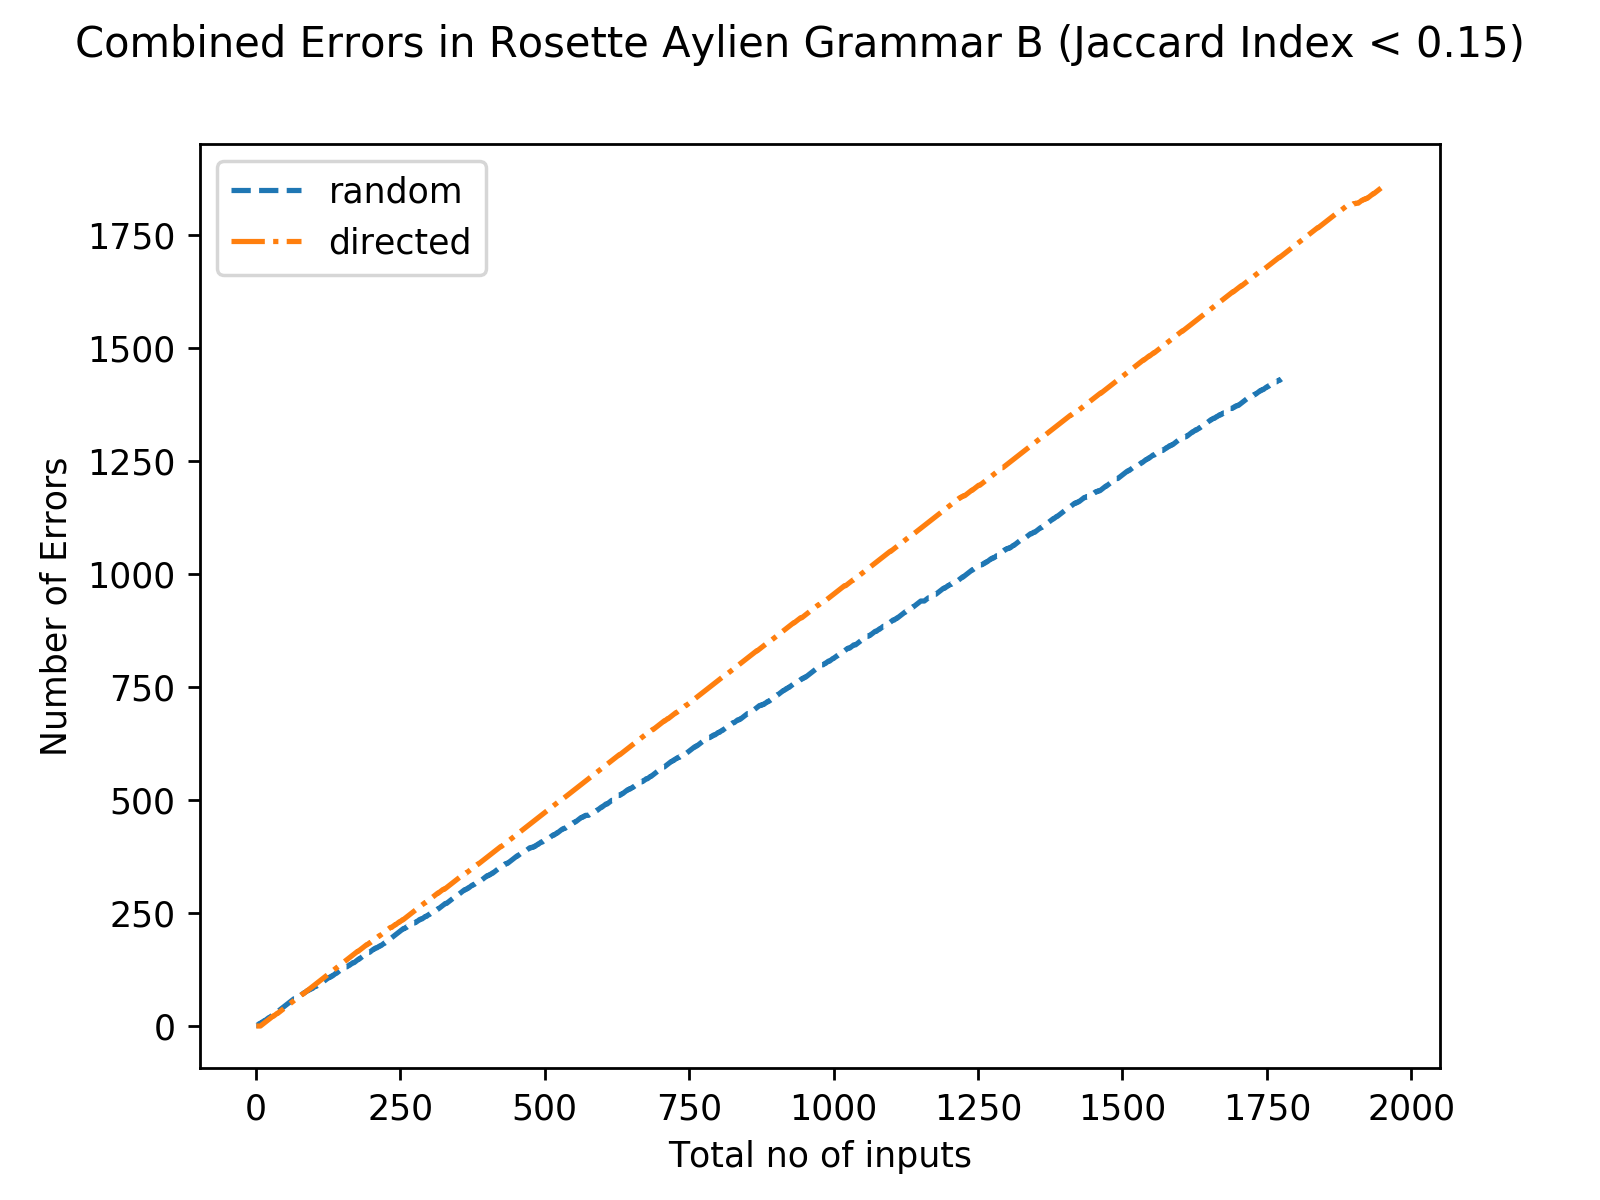 Combined Errors in Rosette Aylien Grammar B (Jaccard Index < 0.15)
random
directed
Number of Errors
1750
1500
1250
1000
750
500
250
0
0 250 500 750 1000 1250 1500 1750 2000
Total no of inputs